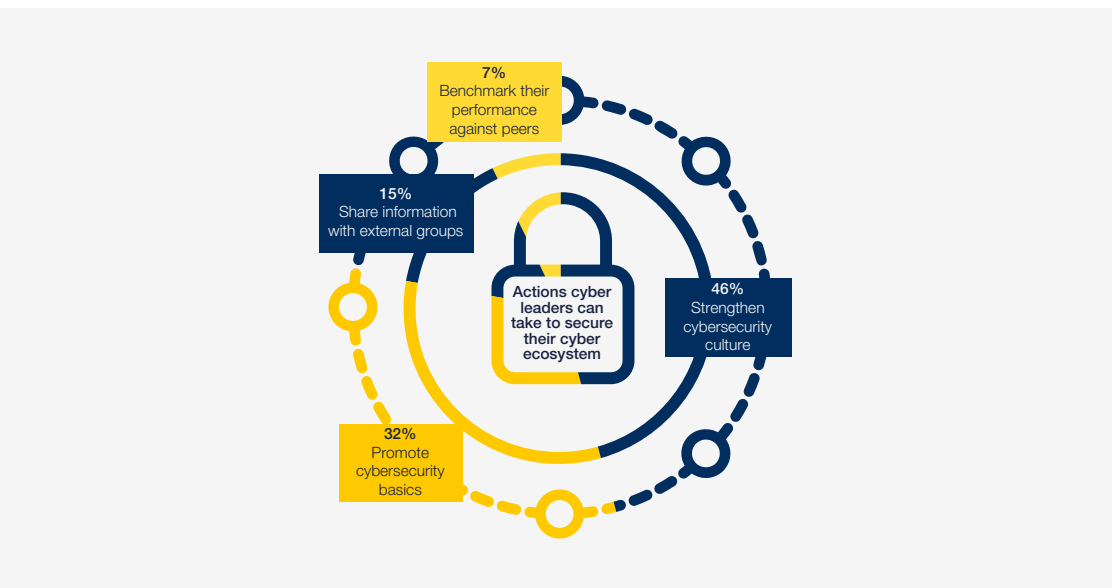 7%
Benchmark their
performance
against peers
15%
Share information
with external groups
Actions cyber
leaders can
take to secure
their cyber
ecosystem
46%
Strengthen
cybersecurity
culture
32%
Promote
cybersecurity
basics